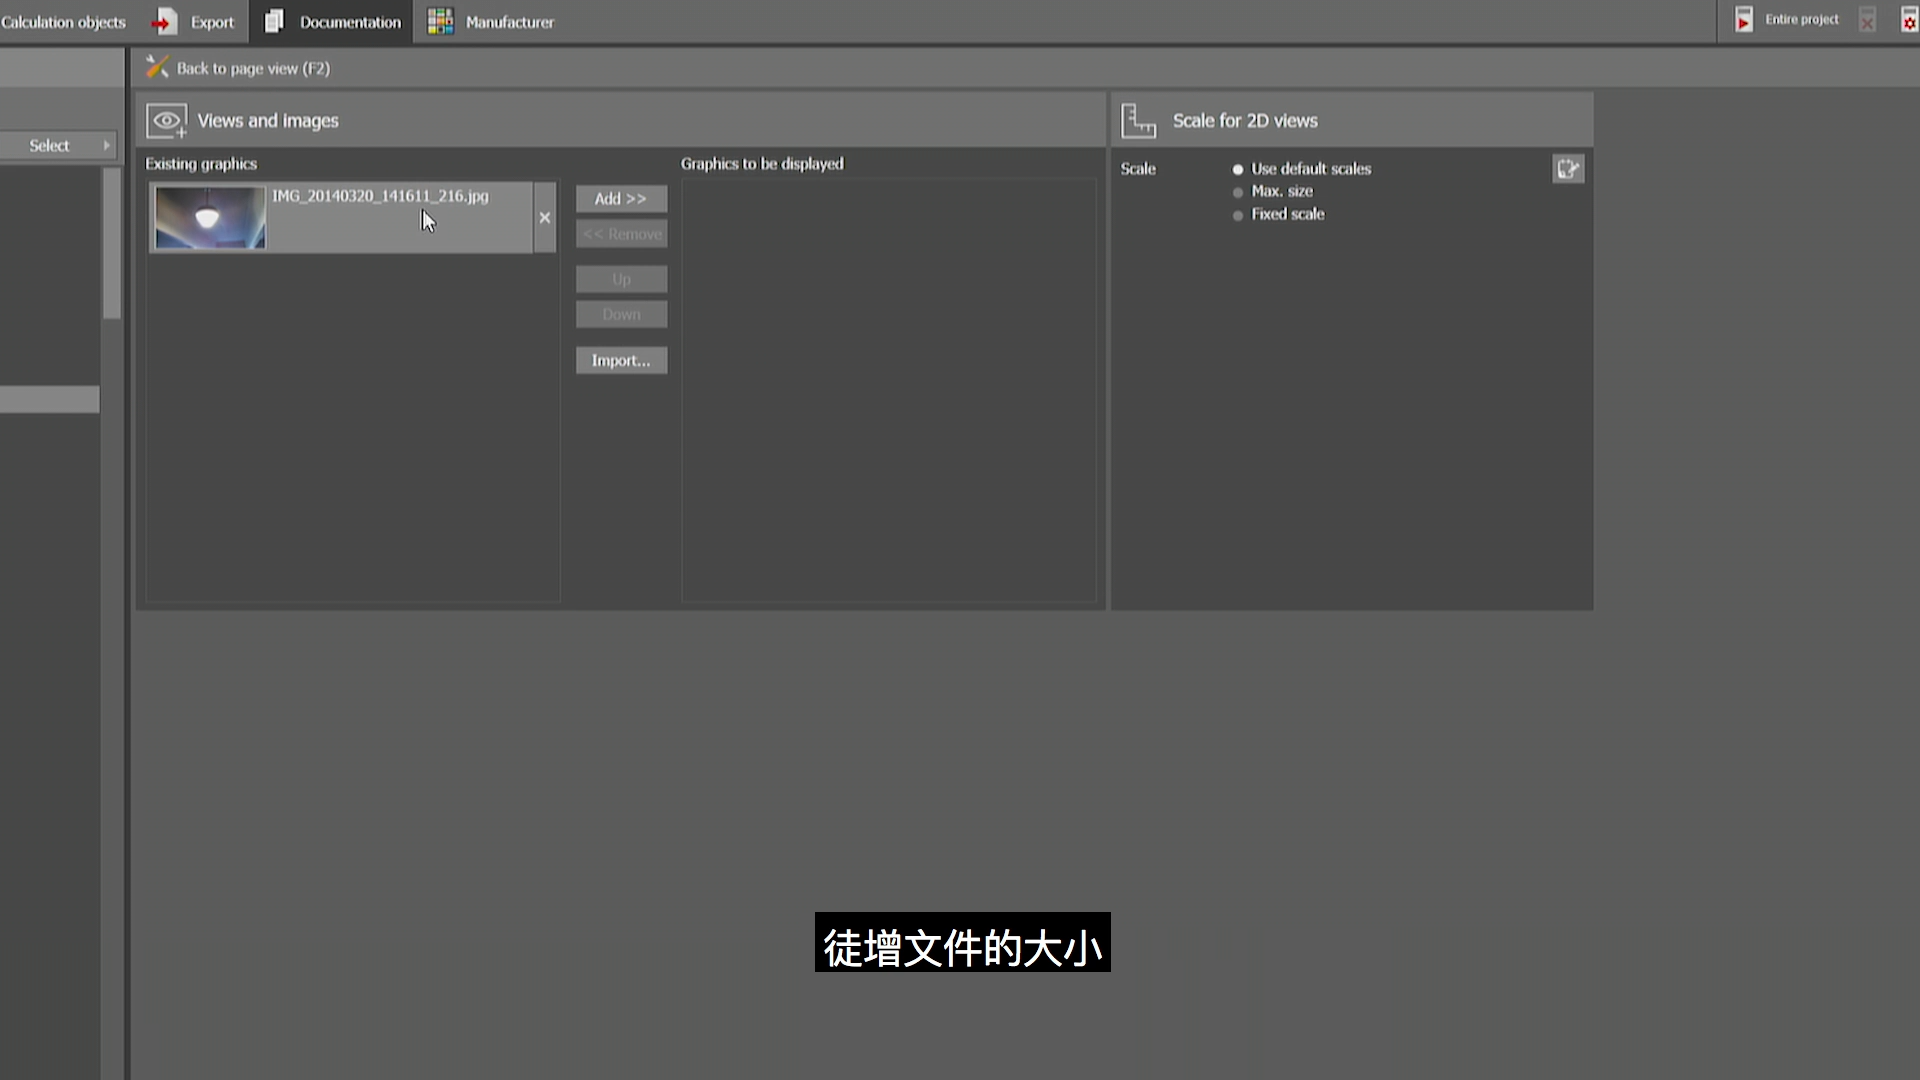 Calculation objects
Export
Documentation
Manufacturer
Entire project
Back to page view (F2)
Select
Views and images
Existing graphics
IMG_20140320_141611_216.jpg
Add >>
<< Remove
Up
Down
Import...
Graphics to be displayed
Scale for 2D views
Scale
Use default scales
Max. size
Fixed scale
徒增文件的大小